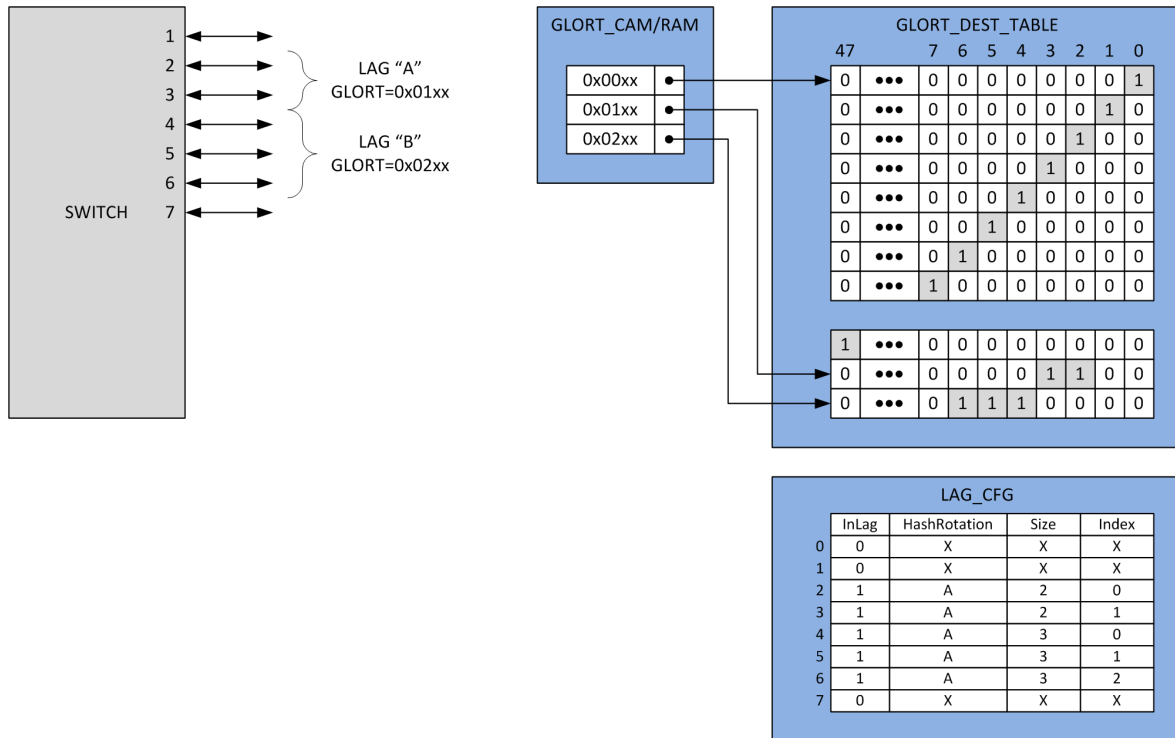 1
2
3
4
5
6
7
SWITCH
LAG “A”
GLORT=0x01xx
LAG “B”
GLORT=0x02xx
GLORT_CAM/RAM
0x00xx
0x01xx
0x02xx
GLORT_DEST_TABLE
47 7 6 5 4 3 2 1 0
0 ••• 0 0 0 0 0 0 0 1
0 ••• 0 0 0 0 0 0 1 0
0 ••• 0 0 0 0 0 1 0 0
0 ••• 0 0 0 0 1 0 0 0
0 ••• 0 0 0 1 0 0 0 0
0 ••• 0 0 1 0 0 0 0 0
0 ••• 0 1 0 0 0 0 0 0
0 ••• 1 0 0 0 0 0 0 0
1 ••• 0 0 0 0 0 0 0 0
0 ••• 0 0 0 0 1 1 0 0
0 ••• 0 1 1 1 0 0 0 0
LAG_CFG
InLag HashRotation Size Index
0 0 X X X
1 0 X X X
2 1 A 2 0
3 1 A 2 1
4 1 A 3 0
5 1 A 3 1
6 1 A 3 2
7 0 X X X